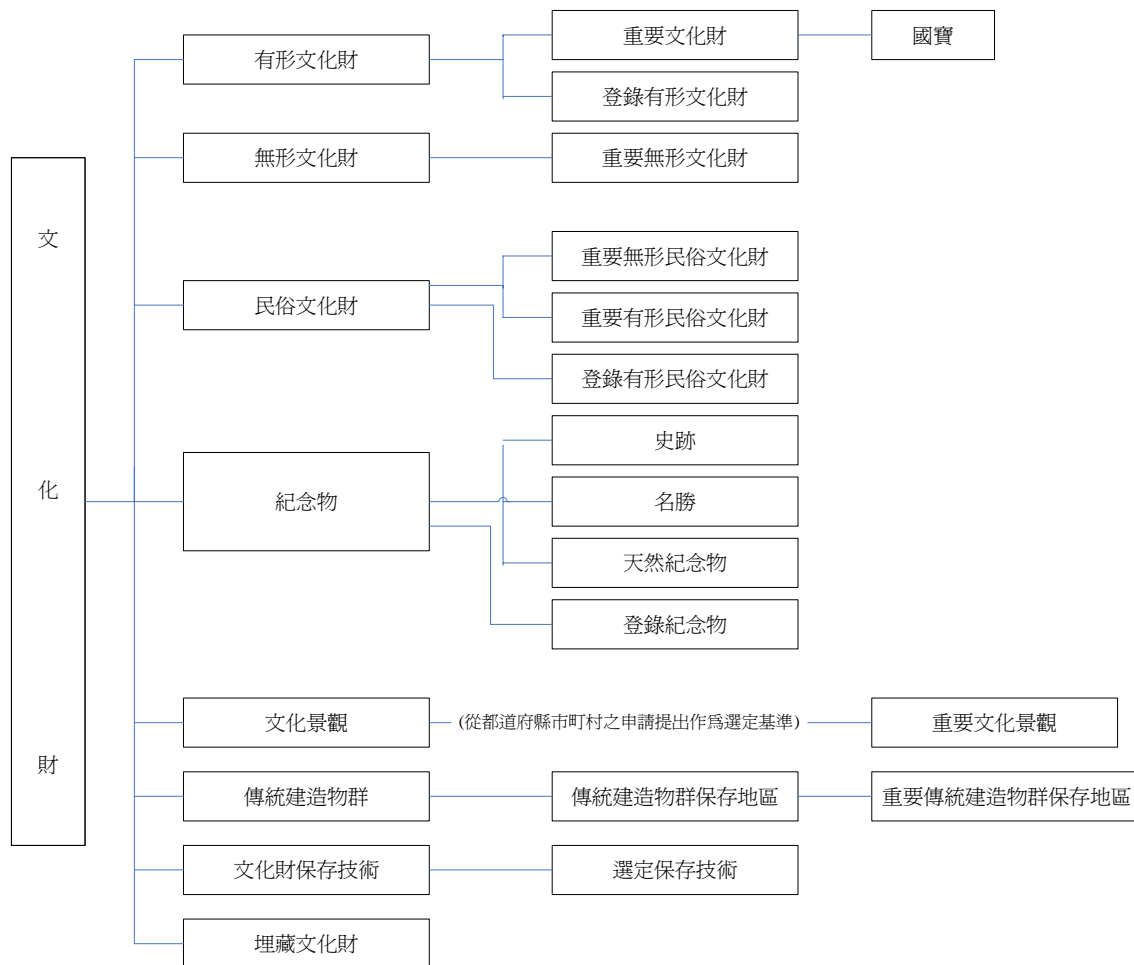 文
化
財
有形文化財
重要文化財
國寶
登錄有形文化財
無形文化財
重要無形文化財
民俗文化財
重要無形民俗文化財
重要有形民俗文化財
登錄有形民俗文化財
紀念物
史跡
名勝
天然紀念物
登錄紀念物
文化景觀
(從都道府縣市町村之申請提出作爲選定基準)
重要文化景觀
傳統建造物群
傳統建造物群保存地區
重要傳統建造物群保存地區
文化財保存技術
選定保存技術
埋藏文化財